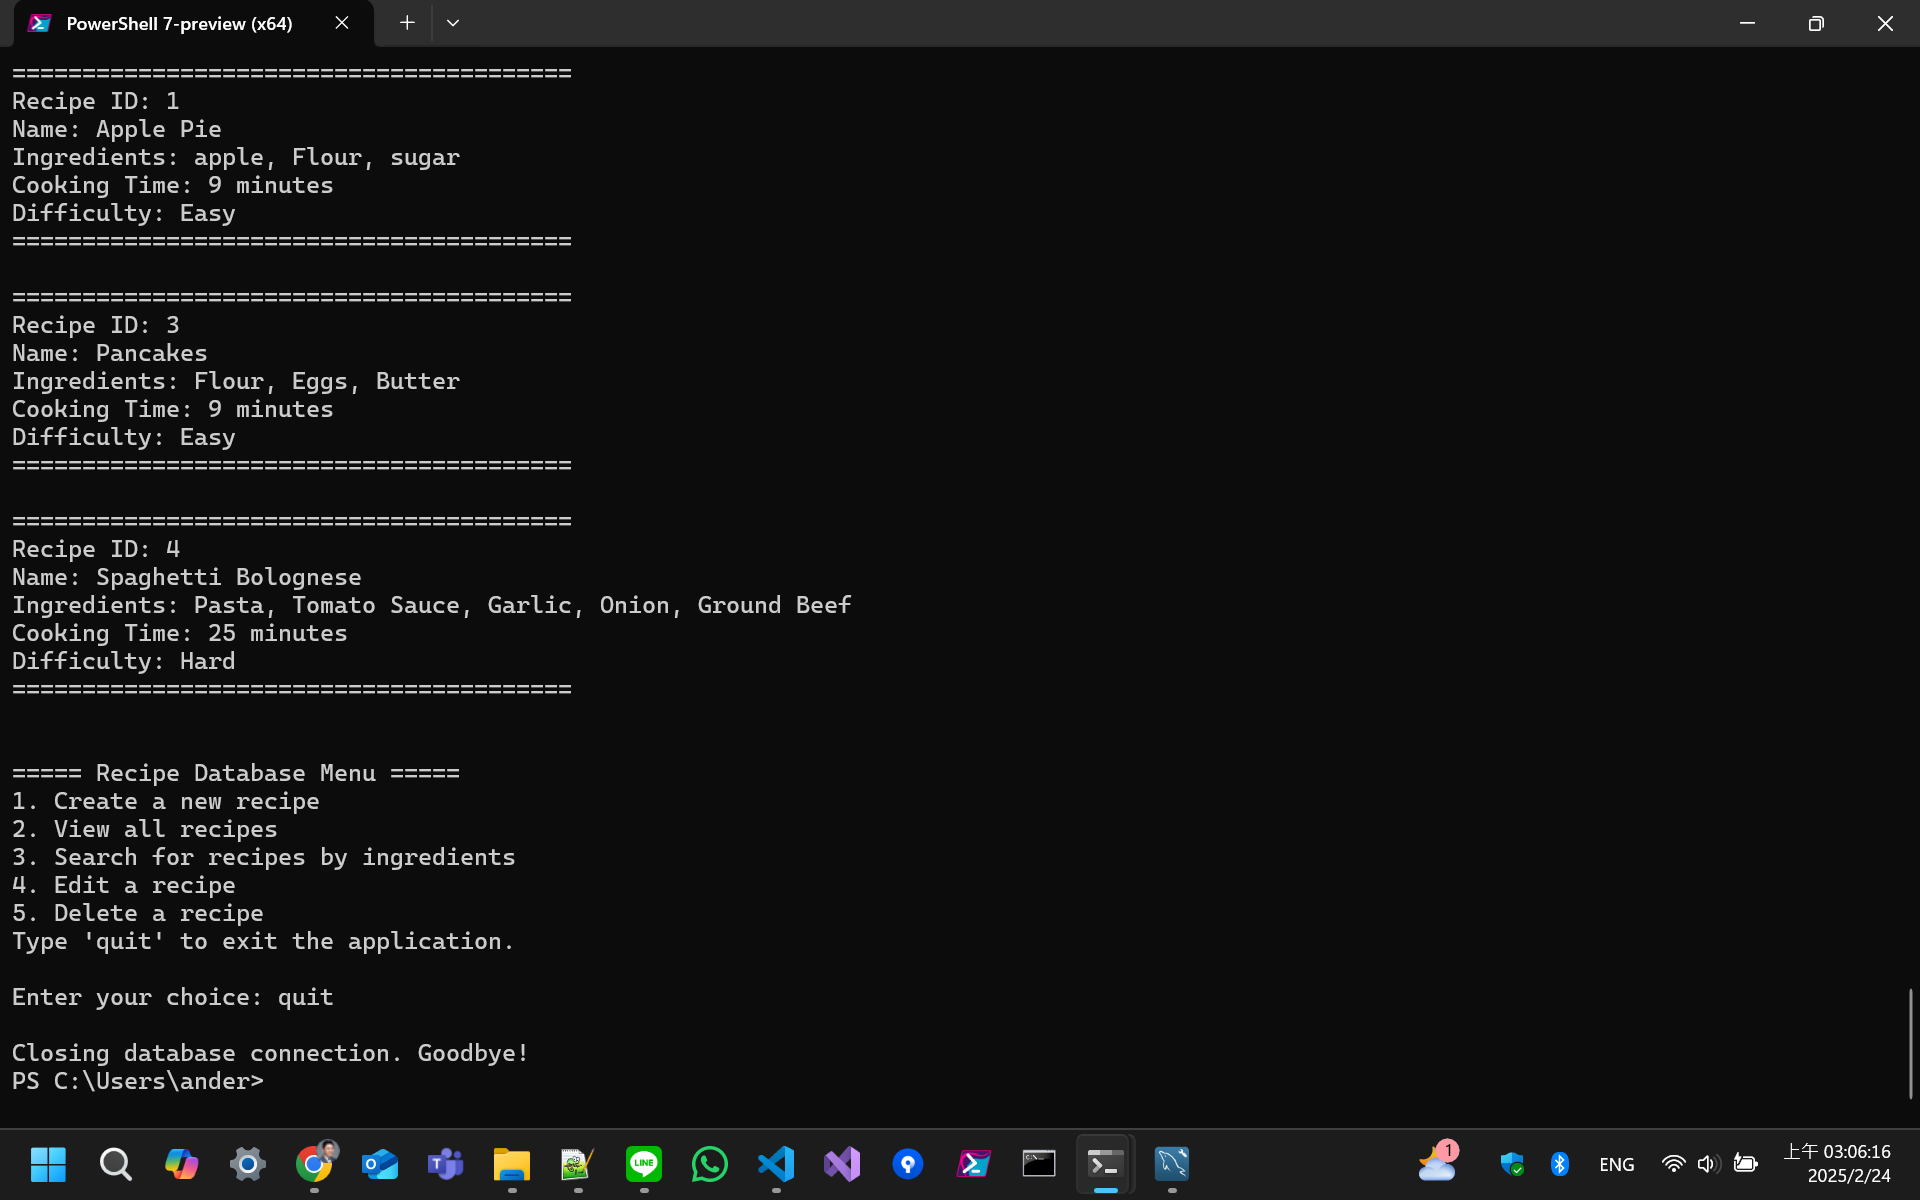 PowerShell 7-preview (x64)
========================================
Recipe ID: 1
Name: Apple Pie
Ingredients: apple, Flour, sugar
Cooking Time: 9 minutes
Difficulty: Easy
========================================
========================================
Recipe ID: 3
Name: Pancakes
Ingredients: Flour, Eggs, Butter
Cooking Time: 9 minutes
Difficulty: Easy
========================================
========================================
Recipe ID: 4
Name: Spaghetti Bolognese
Ingredients: Pasta, Tomato Sauce, Garlic, Onion, Ground Beef
Cooking Time: 25 minutes
Difficulty: Hard
========================================
===== Recipe Database Menu =====
1. Create a new recipe
2. View all recipes
3. Search for recipes by ingredients
4. Edit a recipe
5. Delete a recipe
Type 'quit' to exit the application.
Enter your choice: quit
Closing database connection. Goodbye!
PS C:\Users\ander>
LINE
1
ENG
上午 03:06:16
2025/2/24